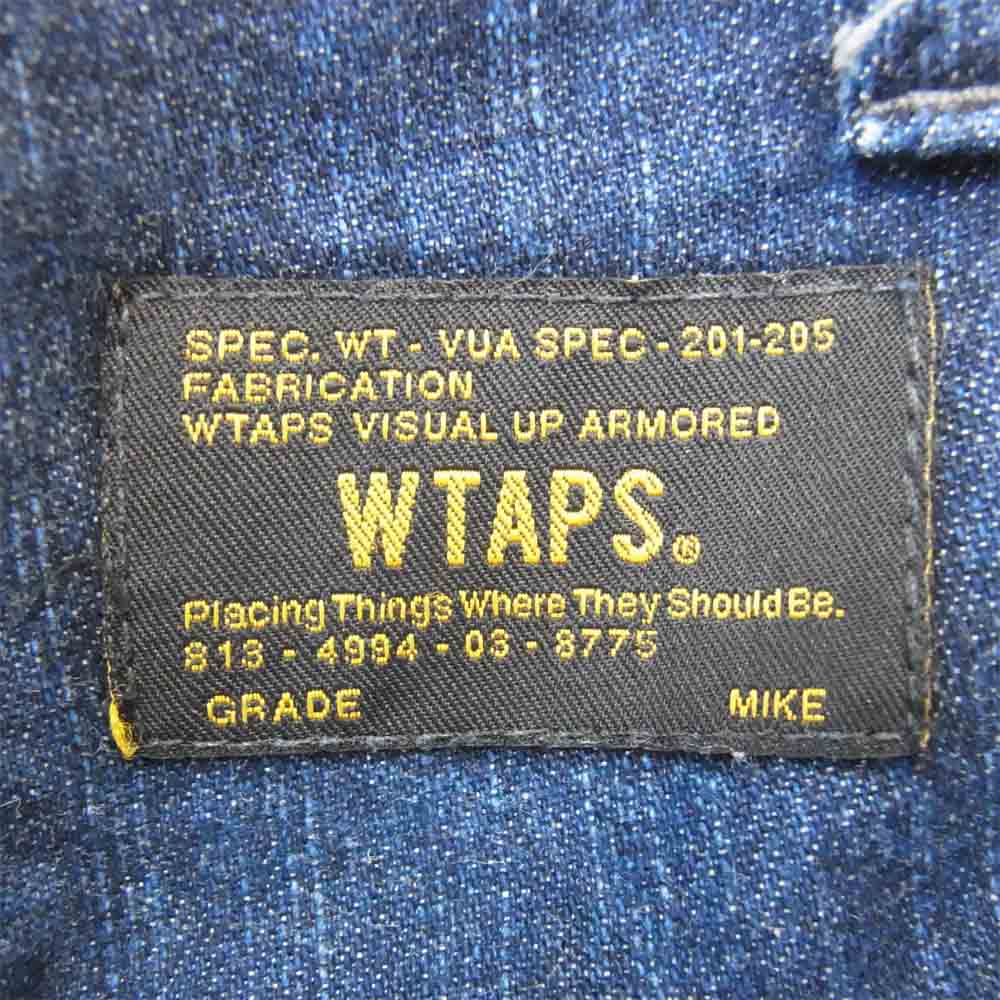 SPEC. WT - VUA SPEC - 201-205
FABRICATION
WTAPS VISUAL UP ARMORED
WTAPS.®
Placing Things Where They Should Be.
813 - 4994 - 03 - 8775
GRADE MIKE